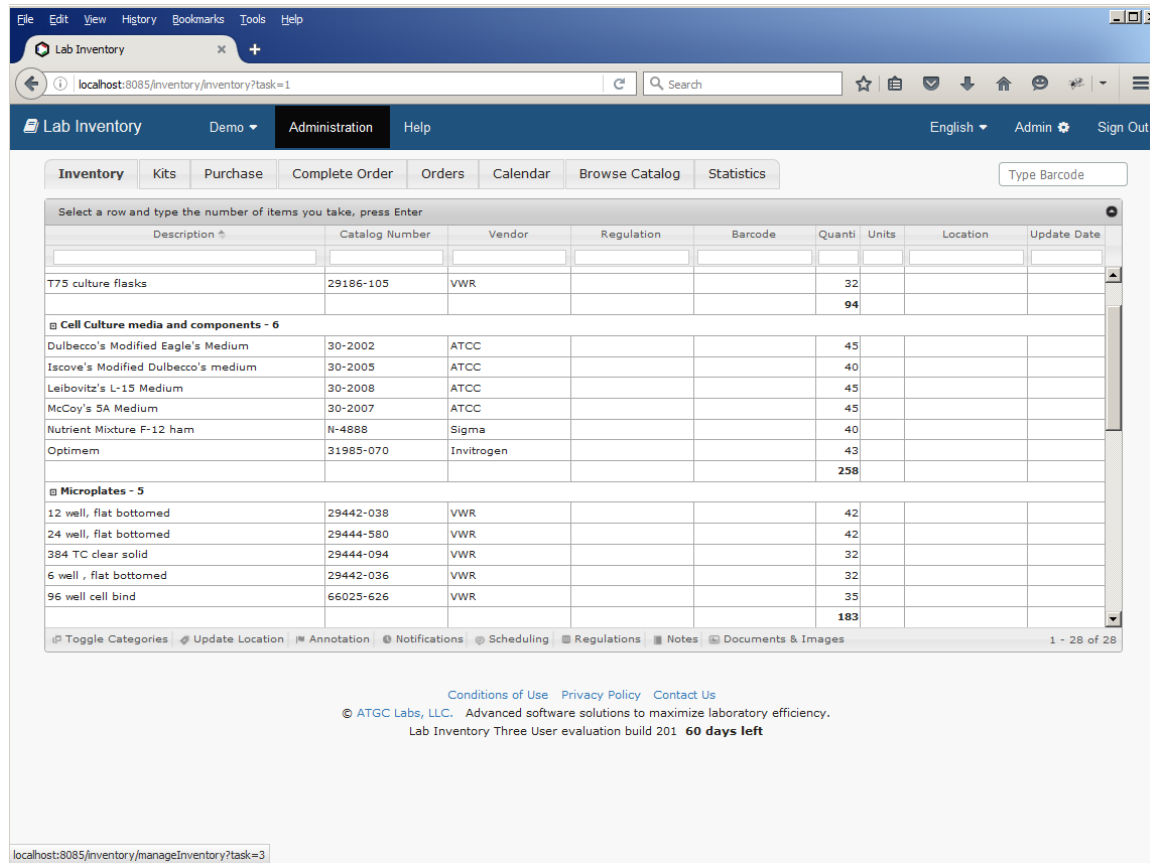 File Edit View History Bookmarks Tools Help
Lab Inventory × +
localhost:8085/inventory/inventory?task=1 Search
Lab Inventory Demo Administration Help English Admin Sign Out
Inventory Kits Purchase Complete Order Orders Calendar Browse Catalog Statistics Type Barcode
Select a row and type the number of items you take, press Enter
Description Catalog Number Vendor Regulation Barcode Quanti Units Location Update Date
T75 culture flasks 29186-105 VWR 32
94
Cell Culture media and components - 6
Dulbecco's Modified Eagle's Medium 30-2002 ATCC 45
Iscove's Modified Dulbecco's medium 30-2005 ATCC 40
Leibovitz's L-15 Medium 30-2008 ATCC 45
McCoy's 5A Medium 30-2007 ATCC 45
Nutrient Mixture F-12 ham N-4888 Sigma 40
Optimem 31985-070 Invitrogen 43
258
Microplates - 5
12 well, flat bottomed 29442-038 VWR 42
24 well, flat bottomed 29444-580 VWR 42
384 TC clear solid 29444-094 VWR 32
6 well , flat bottomed 29442-036 VWR 32
96 well cell bind 66025-626 VWR 35
183
Toggle Categories Update Location Annotation Notifications Scheduling Regulations Notes Documents & Images 1 - 28 of 28
Conditions of Use Privacy Policy Contact Us
© ATGC Labs, LLC. Advanced software solutions to maximize laboratory efficiency.
Lab Inventory Three User evaluation build 201 60 days left
localhost:8085/inventory/manageInventory?task=3